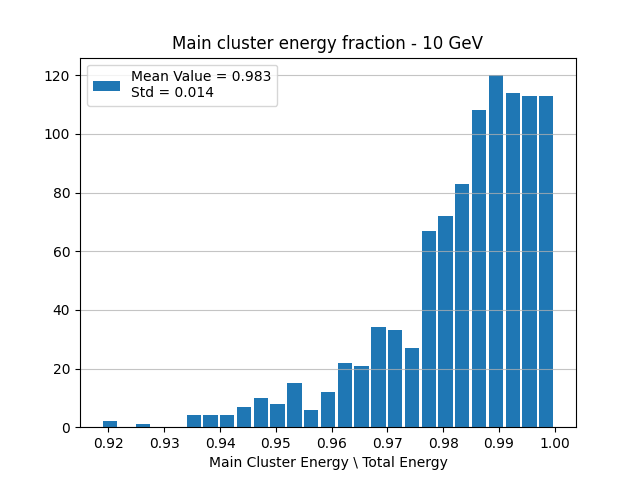 Main cluster energy fraction - 10 GeV
Mean Value = 0.983
Std = 0.014
120
100
80
60
40
20
0
0.92 0.93 0.94 0.95 0.96 0.97 0.98 0.99 1.00
Main Cluster Energy \ Total Energy